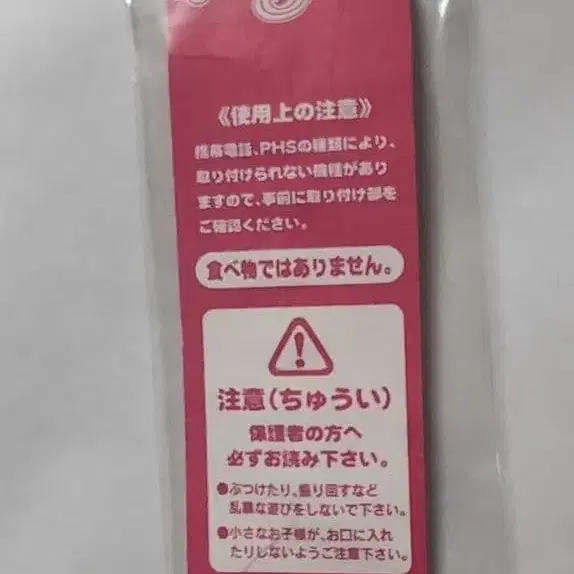 《使用上の注意》
携帯電話、PHSの種類により、
取り付けられない機種があり
ますので、事前に取り付け部を
ご確認ください。
食べ物ではありません。
注意(ちゅうい)
保護者の方へ
必ずお読み下さい。
●ぶつけたり、振り回すなど
乱暴な遊びをしないで下さい。
●小さなお子様が、お口に入れ
たりしないようご注意下さい。